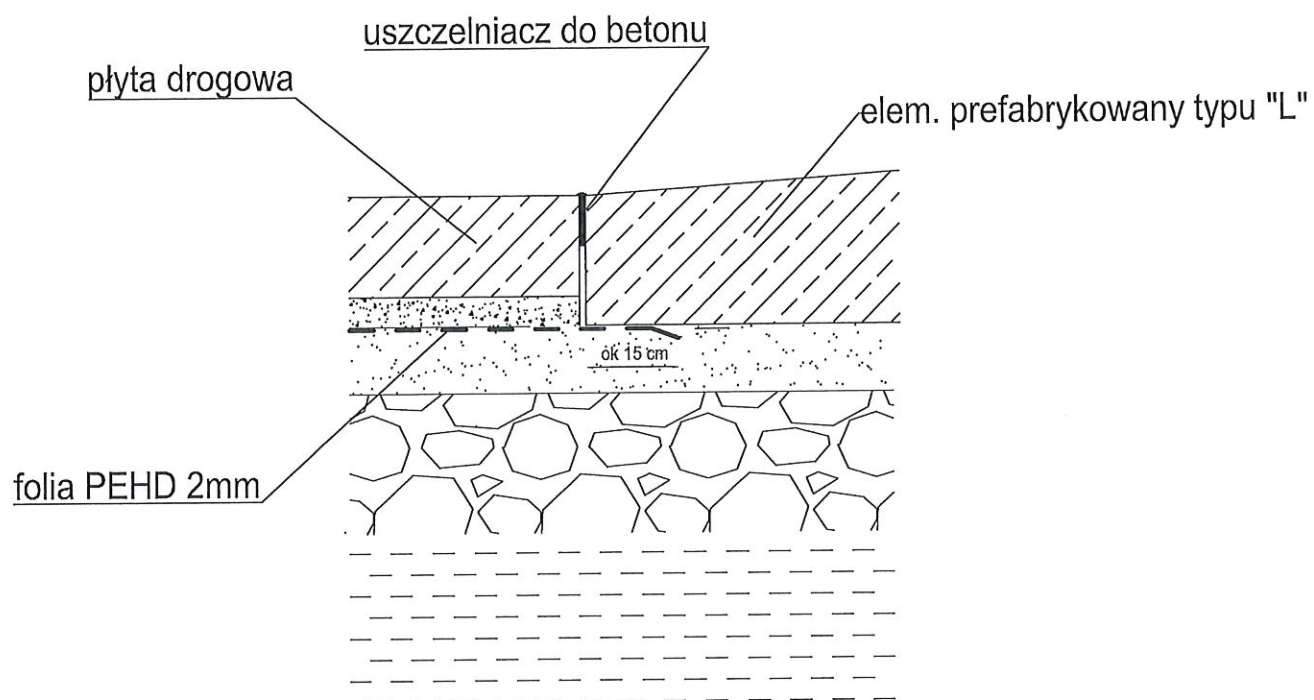 uszczelniacz do betonu
płyta drogowa
elem. prefabrykowany typu "L"
ok 15 cm
folia PEHD 2mm